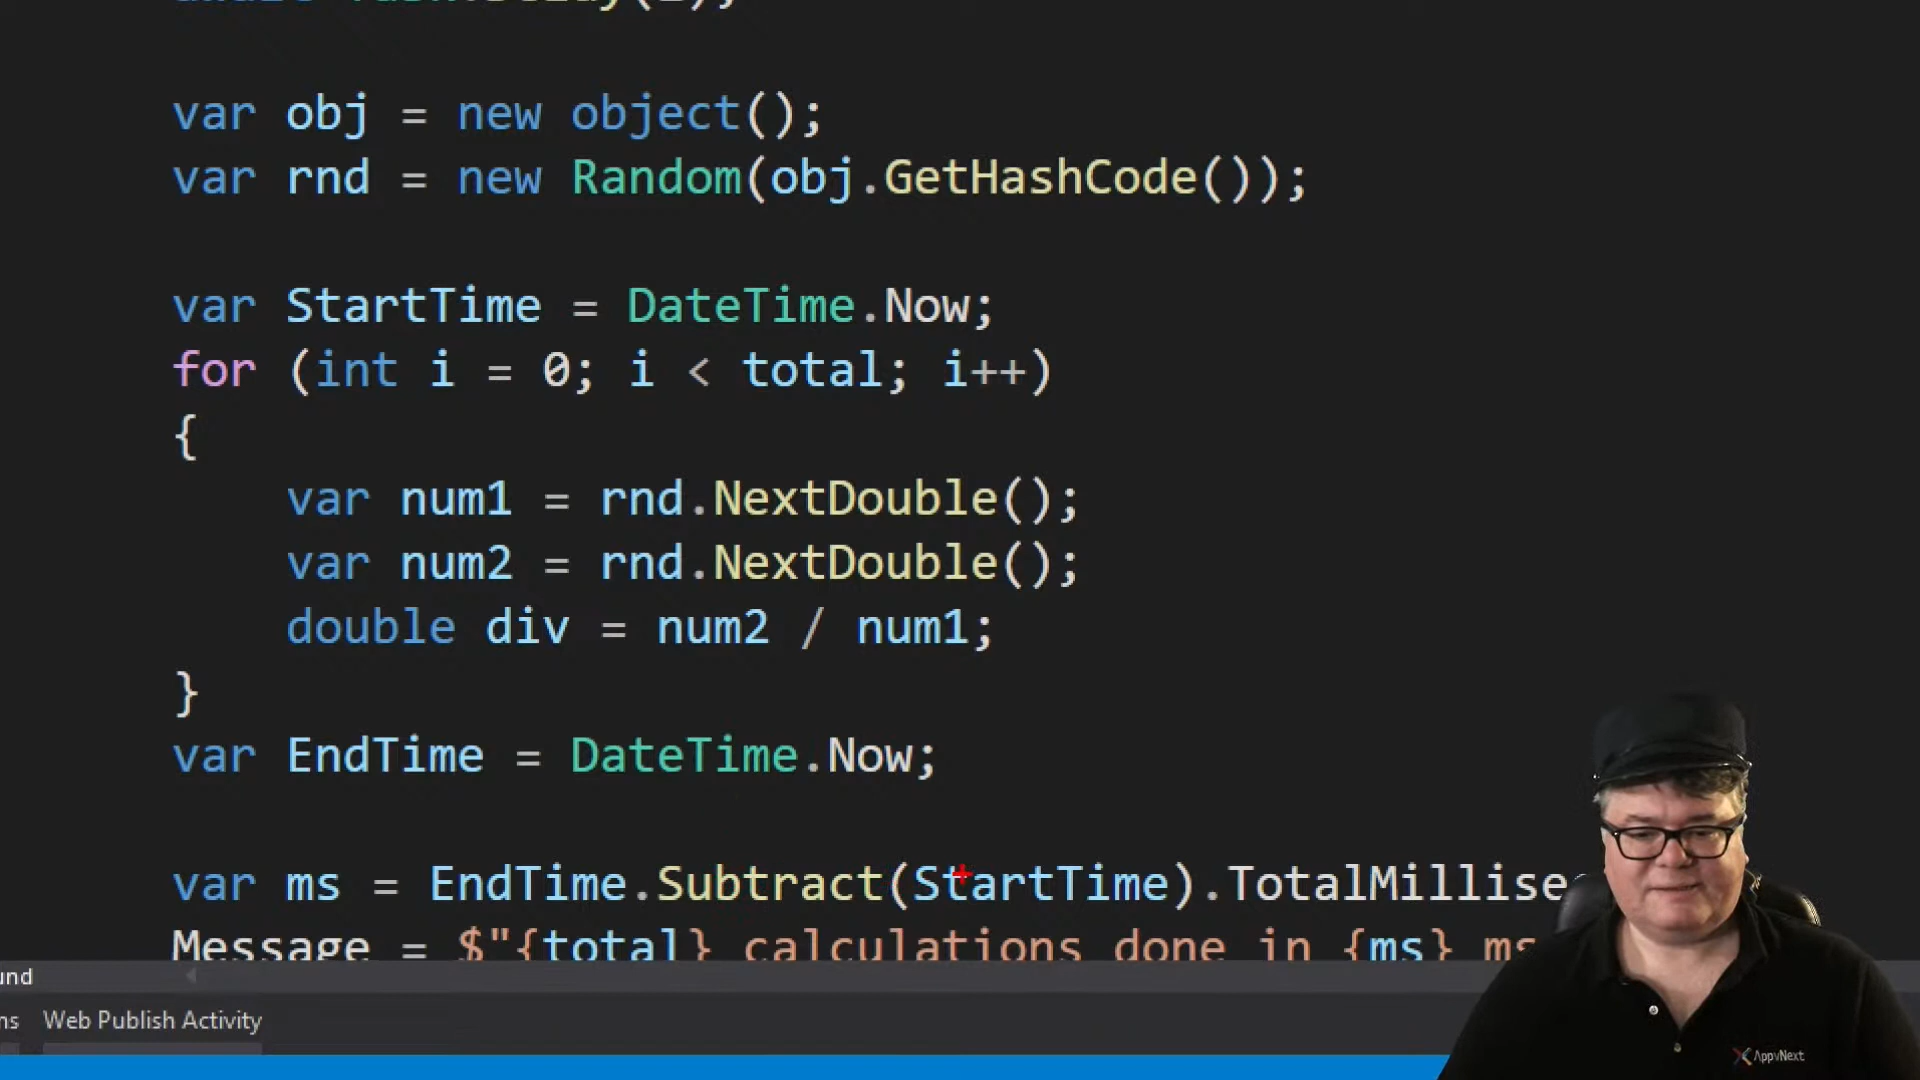 var obj = new object();
var rnd = new Random(obj.GetHashCode());
var StartTime = DateTime.Now;
for (int i = 0; i < total; i++)
{
var num1 = rnd.NextDouble();
var num2 = rnd.NextDouble();
double div = num2 / num1;
}
var EndTime = DateTime.Now;
var ms = EndTime.Subtract(StartTime).TotalMillise
Message = $"{total} calculations done in {ms} ms
und
ns Web Publish Activity
AppvNext